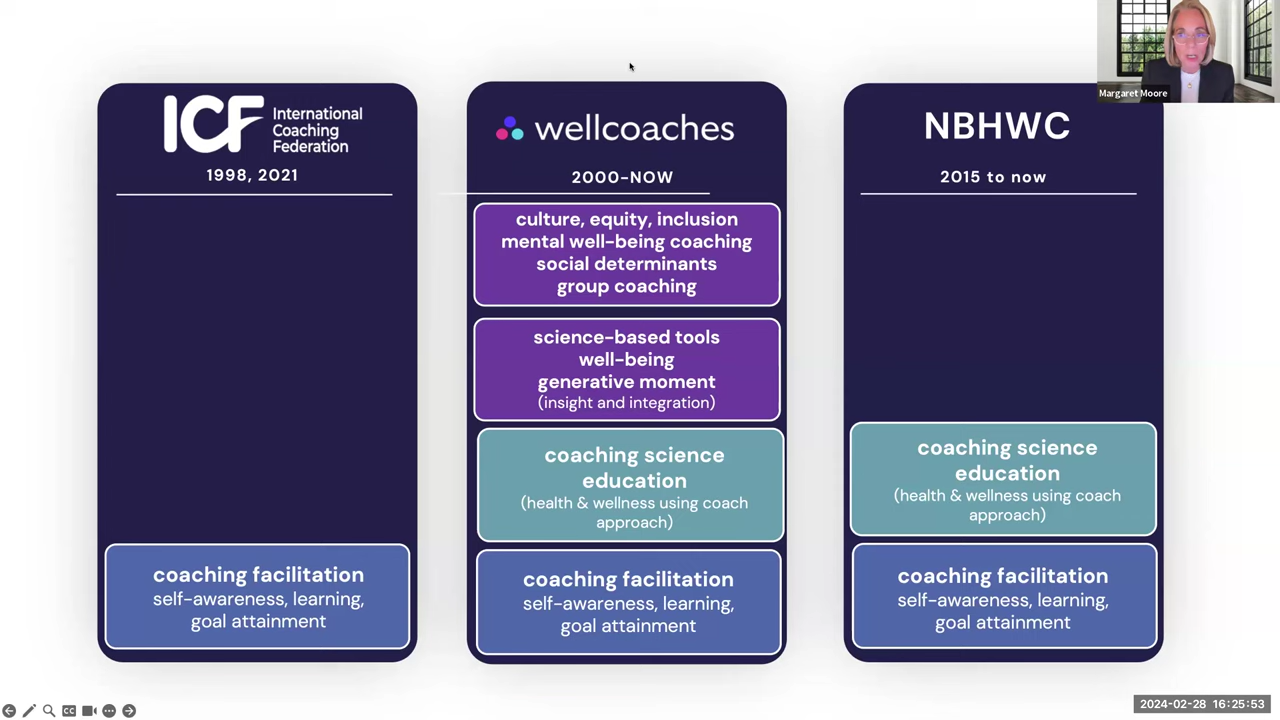 ICF
International
Coaching
Federation
1998, 2021
coaching facilitation
self-awareness, learning,
goal attainment
wellcoaches
2000-NOW
culture, equity, inclusion
mental well-being coaching
social determinants
group coaching
science-based tools
well-being
generative moment
(insight and integration)
coaching science
education
(health & wellness using coach
approach)
coaching facilitation
self-awareness, learning,
goal attainment
NBHWC
2015 to now
coaching science
education
(health & wellness using coach
approach)
coaching facilitation
self-awareness, learning,
goal attainment
Margaret Moore
CC
2024-02-28 16:25:53